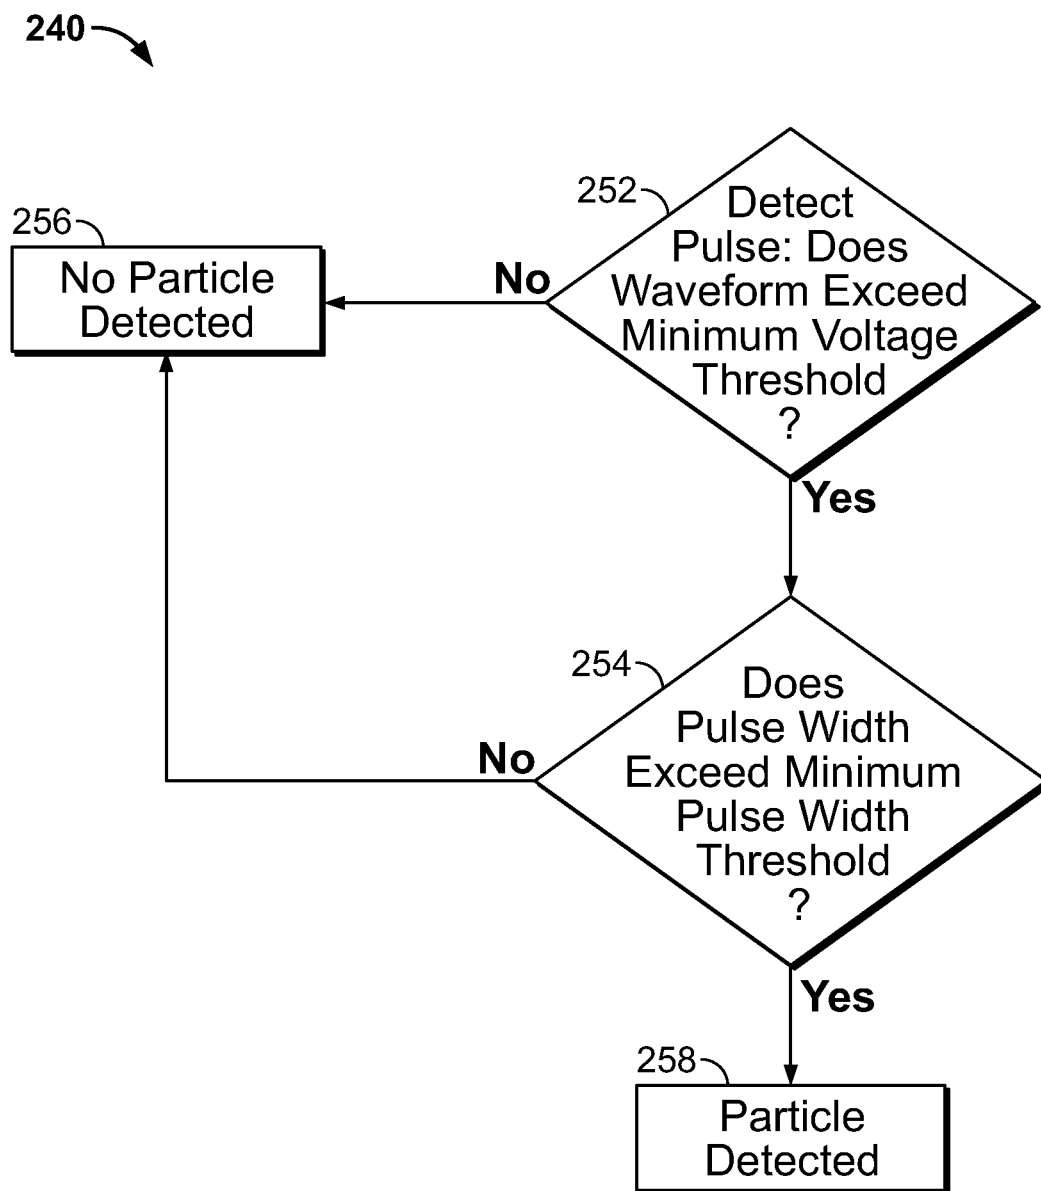 240
252
Detect
Pulse: Does
Waveform Exceed
Minimum Voltage
Threshold
?
No
256
No Particle
Detected
Yes
254
Does
Pulse Width
Exceed Minimum
Pulse Width
Threshold
?
No
Yes
258
Particle
Detected